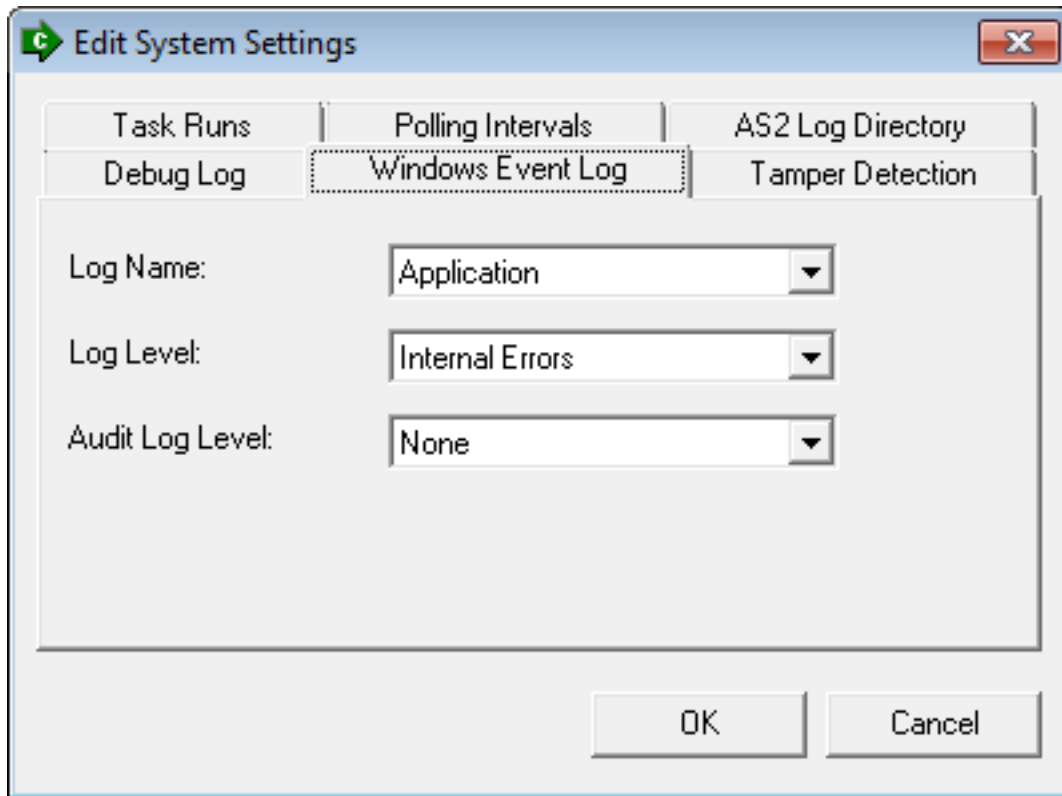 Edit System Settings
Task Runs Polling Intervals AS2 Log Directory
Debug Log Windows Event Log Tamper Detection
Log Name: Application
Log Level: Internal Errors
Audit Log Level: None
OK Cancel